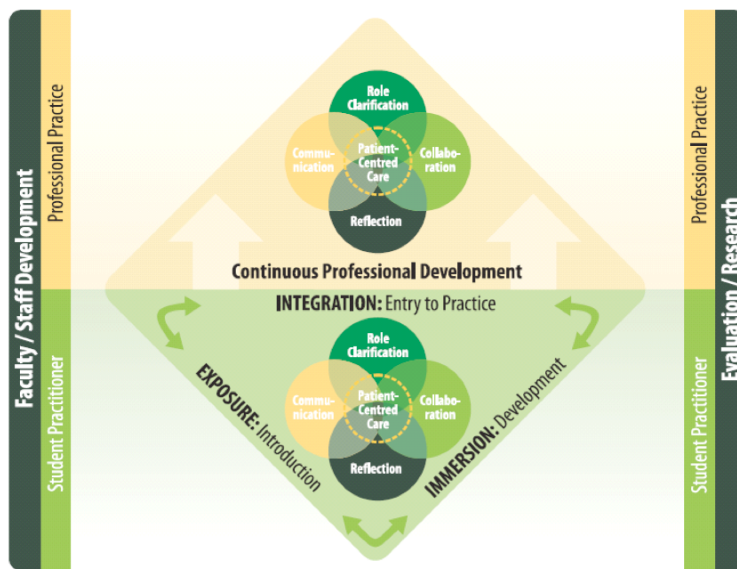 Faculty / Staff Development
Professional Practice
Student Practitioner
Role
Clarification
Commu-
nication
Patient-
Centred
Care
Collabo-
ration
Reflection
Continuous Professional Development
INTEGRATION: Entry to Practice
Role
Clarification
Commu-
nication
Patient-
Centred
Care
Collabo-
ration
Reflection
EXPOSURE: Introduction
IMMERSION: Development
Professional Practice
Student Practitioner
Evaluation / Research